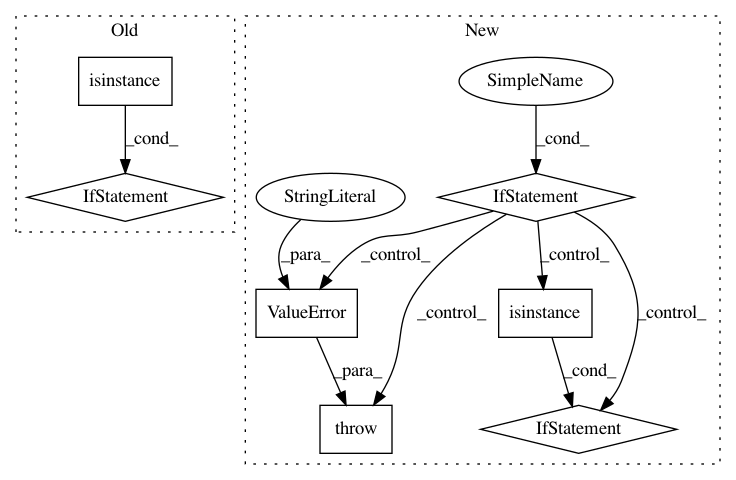 Old
New
isinstance
SimpleName
_cond_
_cond_
IfStatement
StringLiteral
IfStatement
_para_
_control_
_control_
ValueError
_control_
isinstance
_control_
_para_
_cond_
throw
IfStatement